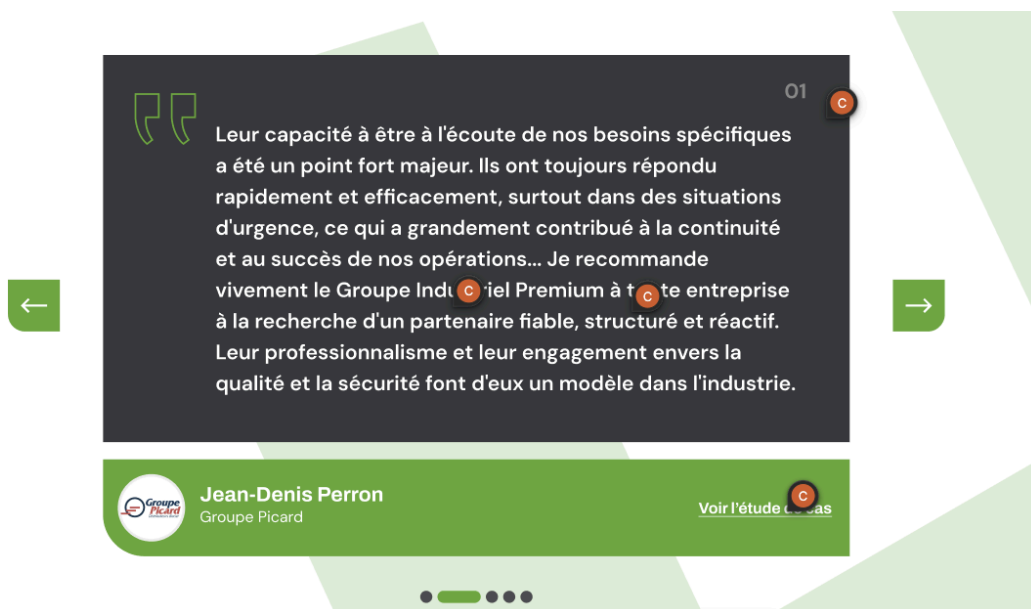 01
C
Leur capacité à être à l'écoute de nos besoins spécifiques
a été un point fort majeur. Ils ont toujours répondu
rapidement et efficacement, surtout dans des situations
d'urgence, ce qui a grandement contribué à la continuité
et au succès de nos opérations... Je recommande
vivement le Groupe Industriel Premium à toute entreprise
C
C
à la recherche d'un partenaire fiable, structuré et réactif.
Leur professionnalisme et leur engagement envers la
qualité et la sécurité font d'eux un modèle dans l'industrie.
Groupe
Picard
Jean-Denis Perron
Groupe Picard
C
Voir l'étude de cas